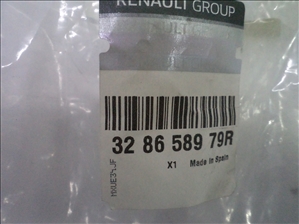 RENAULT GROUP
32 86 589 79R
X1 Made in Spain